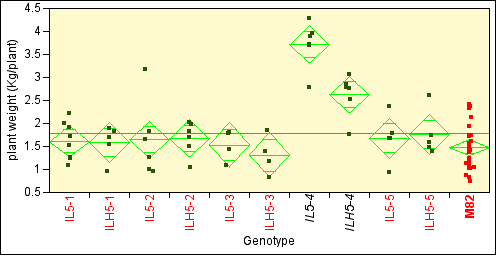 4.5
4
3.5
3
2.5
2
1.5
1
0.5
plant weight (Kg/plant)
IL5-1
ILH5-1
IL5-2
ILH5-2
IL5-3
ILH5-3
IL5-4
ILH5-4
IL5-5
ILH5-5
M82
Genotype